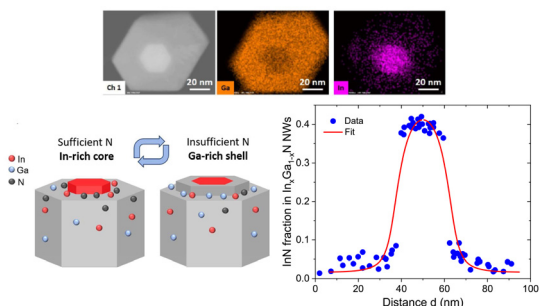 Ch 1
20 nm
Ga
20 nm
In
20 nm
Sufficient N
In-rich core
Insufficient N
Ga-rich shell
In
Ga
N
InN fraction in InₓGa₁₋ₓN NWs
0.4
0.3
0.2
0.1
0.0
Data
Fit
0 20 40 60 80 100
Distance d (nm)